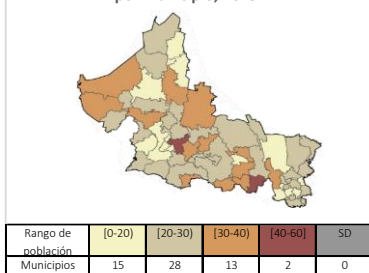 Rango de población [0-20) [20-30) [30-40) [40-60] SD
Municipios 15 28 13 2 0